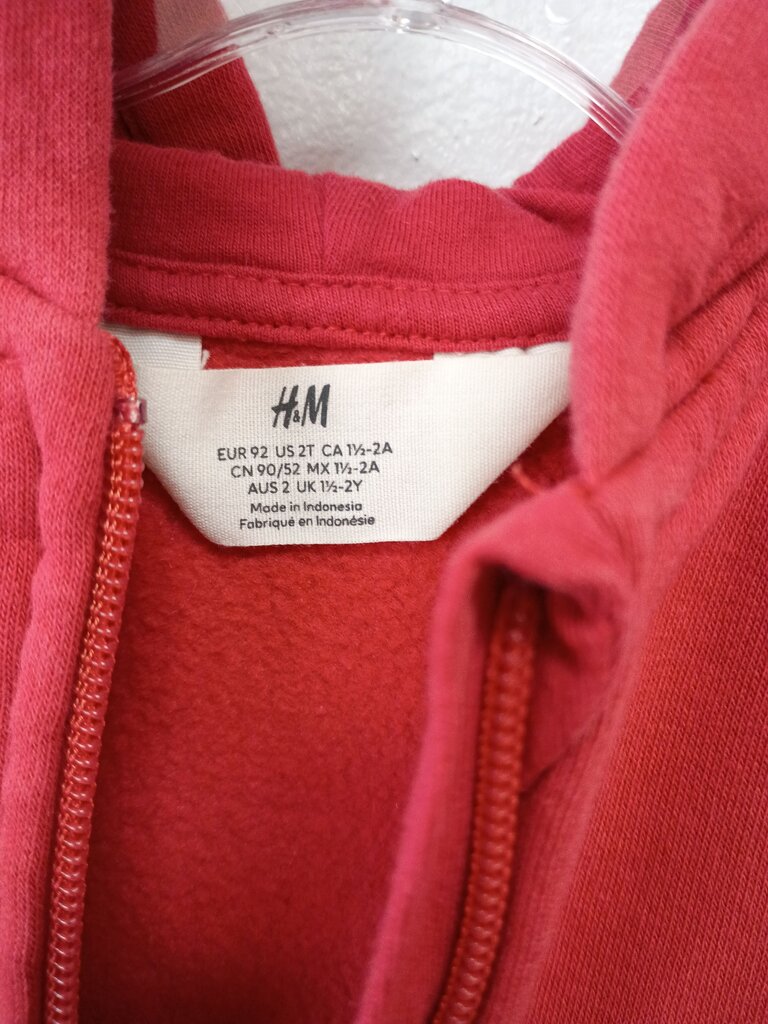 H&M
EUR 92 US 2T CA 1½-2A
CN 90/52 MX 1½-2A
AUS 2 UK 1½-2Y
Made in Indonesia
Fabriqué en Indonésie